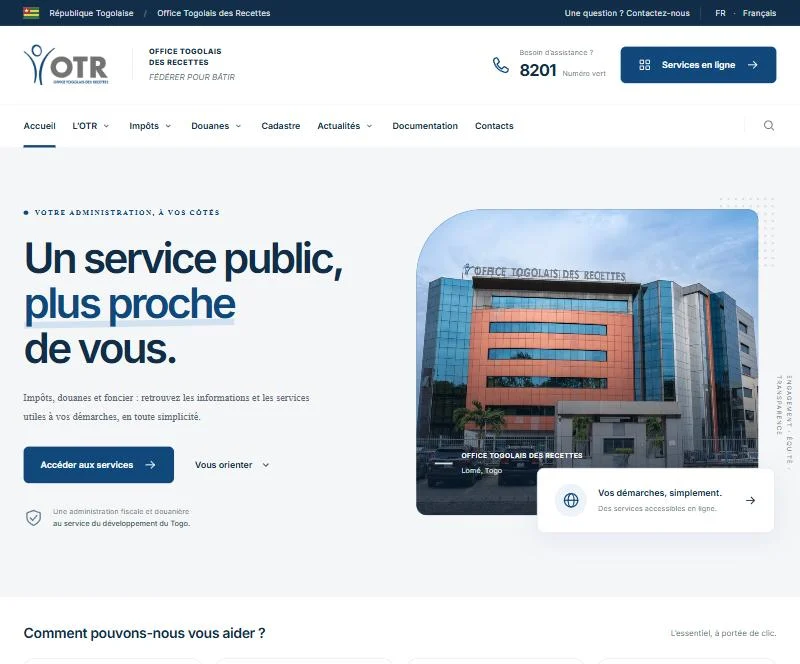 République Togolaise / Office Togolais des Recettes
Une question ? Contactez-nous
FR · Français
OTR
OFFICE TOGOLAIS DES RECETTES
OFFICE TOGOLAIS
DES RECETTES
FÉDÉRER POUR BÂTIR
Besoin d'assistance ?
8201 Numéro vert
Services en ligne
Accueil L'OTR Impôts Douanes Cadastre Actualités Documentation Contacts
VOTRE ADMINISTRATION, À VOS CÔTÉS
Un service public,
plus proche
de vous.
Impôts, douanes et foncier : retrouvez les informations et les services
utiles à vos démarches, en toute simplicité.
Accéder aux services
Vous orienter
Une administration fiscale et douanière
au service du développement du Togo.
OFFICE TOGOLAIS DES RECETTES
OFFICE TOGOLAIS DES RECETTES
Lomé, Togo
Vos démarches, simplement.
Des services accessibles en ligne.
ENGAGEMENT · ÉQUITÉ ·
TRANSPARENCE
Comment pouvons-nous vous aider ?
L'essentiel, à portée de clic.